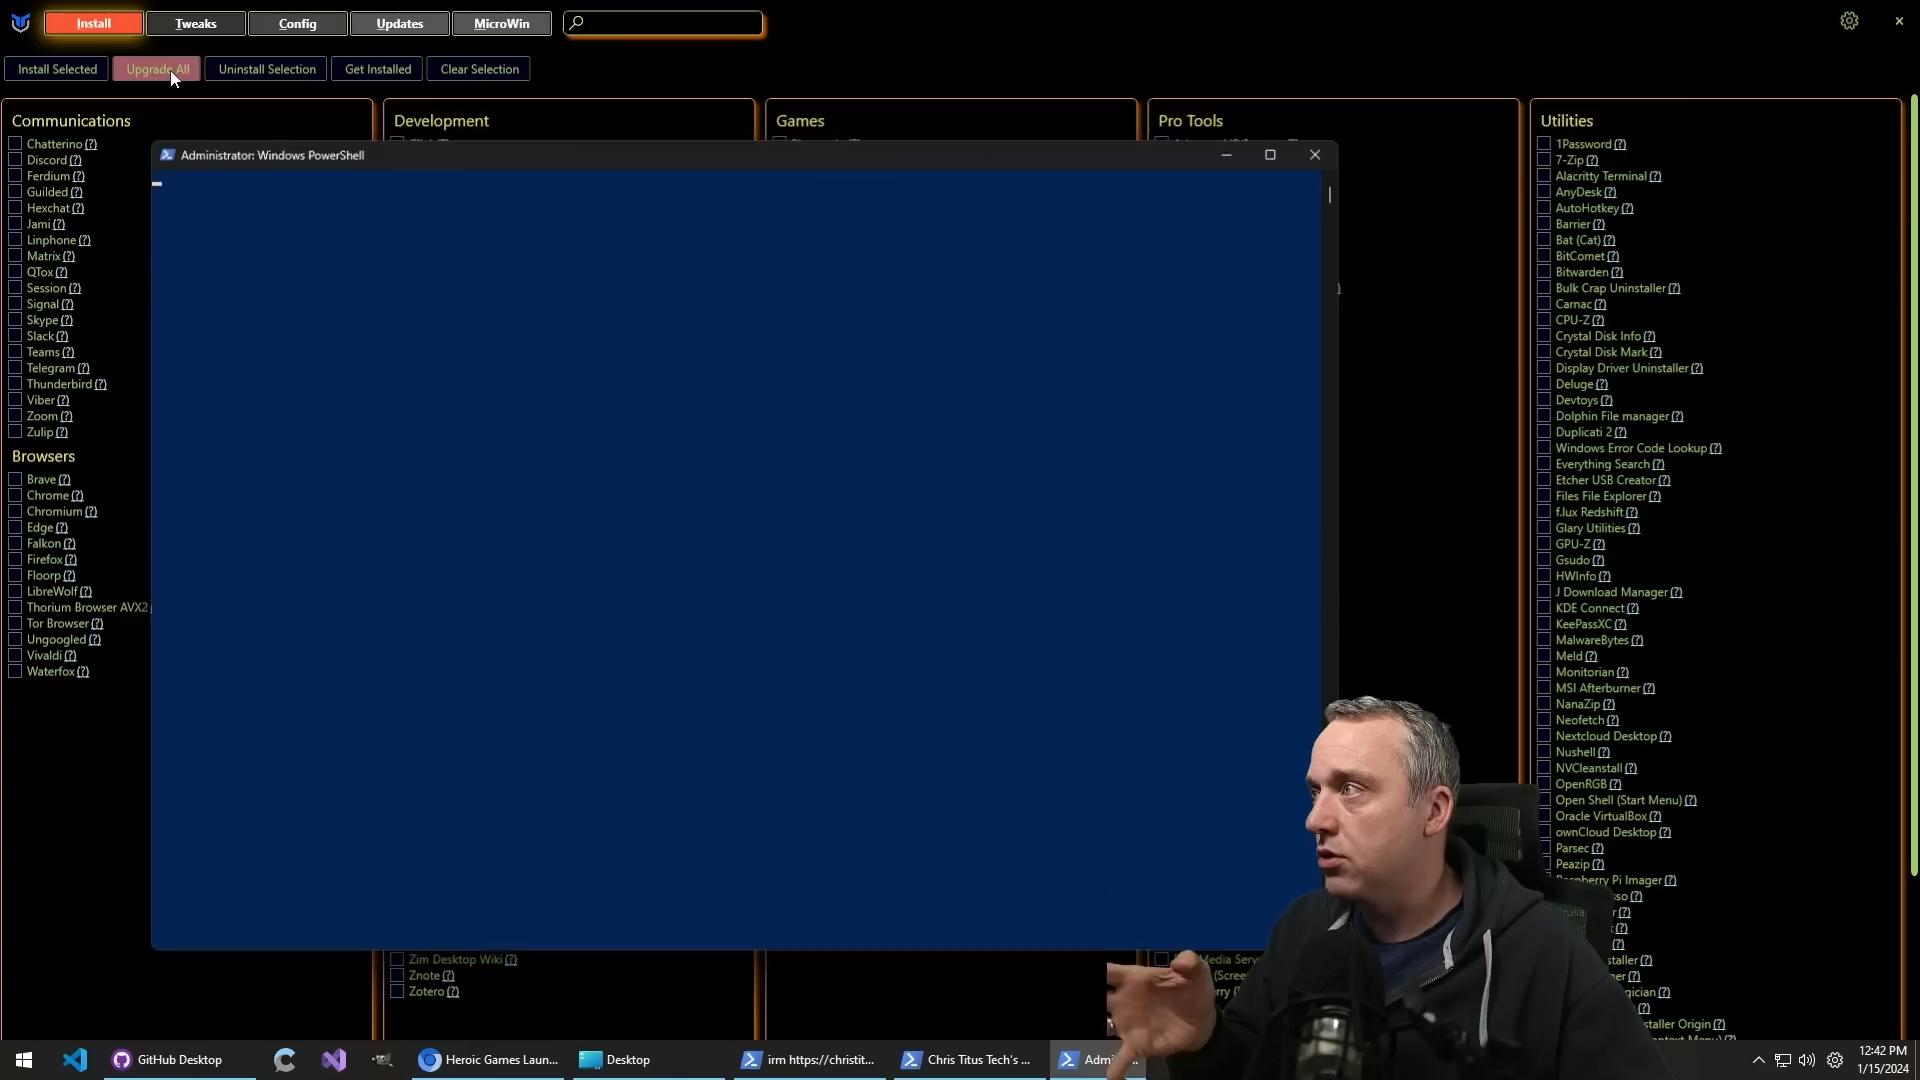 Install
Tweaks
Config
Updates
MicroWin
Install Selected
Upgrade All
Uninstall Selection
Get Installed
Clear Selection
Communications
Chatterino (?)
Discord (?)
Ferdium (?)
Guilded (?)
Hexchat (?)
Jami (?)
Linphone (?)
Matrix (?)
QTox (?)
Session (?)
Signal (?)
Skype (?)
Slack (?)
Teams (?)
Telegram (?)
Thunderbird (?)
Viber (?)
Zoom (?)
Zulip (?)
Browsers
Brave (?)
Chrome (?)
Chromium (?)
Edge (?)
Falkon (?)
Firefox (?)
Floorp (?)
LibreWolf (?)
Thorium Browser AVX2
Tor Browser (?)
Ungoogled (?)
Vivaldi (?)
Waterfox (?)
Development
Zim Desktop Wiki (?)
Znote (?)
Zotero (?)
Games
Pro Tools
Administrator: Windows PowerShell
Utilities
1Password (?)
7-Zip (?)
Alacritty Terminal (?)
AnyDesk (?)
AutoHotkey (?)
Barrier (?)
Bat (Cat) (?)
BitComet (?)
Bitwarden (?)
Bulk Crap Uninstaller (?)
Carnac (?)
CPU-Z (?)
Crystal Disk Info (?)
Crystal Disk Mark (?)
Display Driver Uninstaller (?)
Deluge (?)
Devtoys (?)
Dolphin File manager (?)
Duplicati 2 (?)
Windows Error Code Lookup (?)
Everything Search (?)
Etcher USB Creator (?)
Files File Explorer (?)
f.lux Redshift (?)
Glary Utilities (?)
GPU-Z (?)
Gsudo (?)
HWInfo (?)
J Download Manager (?)
KDE Connect (?)
KeePassXC (?)
MalwareBytes (?)
Meld (?)
Monitorian (?)
MSI Afterburner (?)
NanaZip (?)
Neofetch (?)
Nextcloud Desktop (?)
Nushell (?)
NVCleanstall (?)
OpenRGB (?)
Open Shell (Start Menu) (?)
Oracle VirtualBox (?)
ownCloud Desktop (?)
Parsec (?)
Peazip (?)
Raspberry Pi Imager (?)
staller (?)
gician (?)
staller Origin (?)
GitHub Desktop
Heroic Games Laun...
Desktop
irm https://christit...
Chris Titus Tech's ...
12:42 PM
1/15/2024